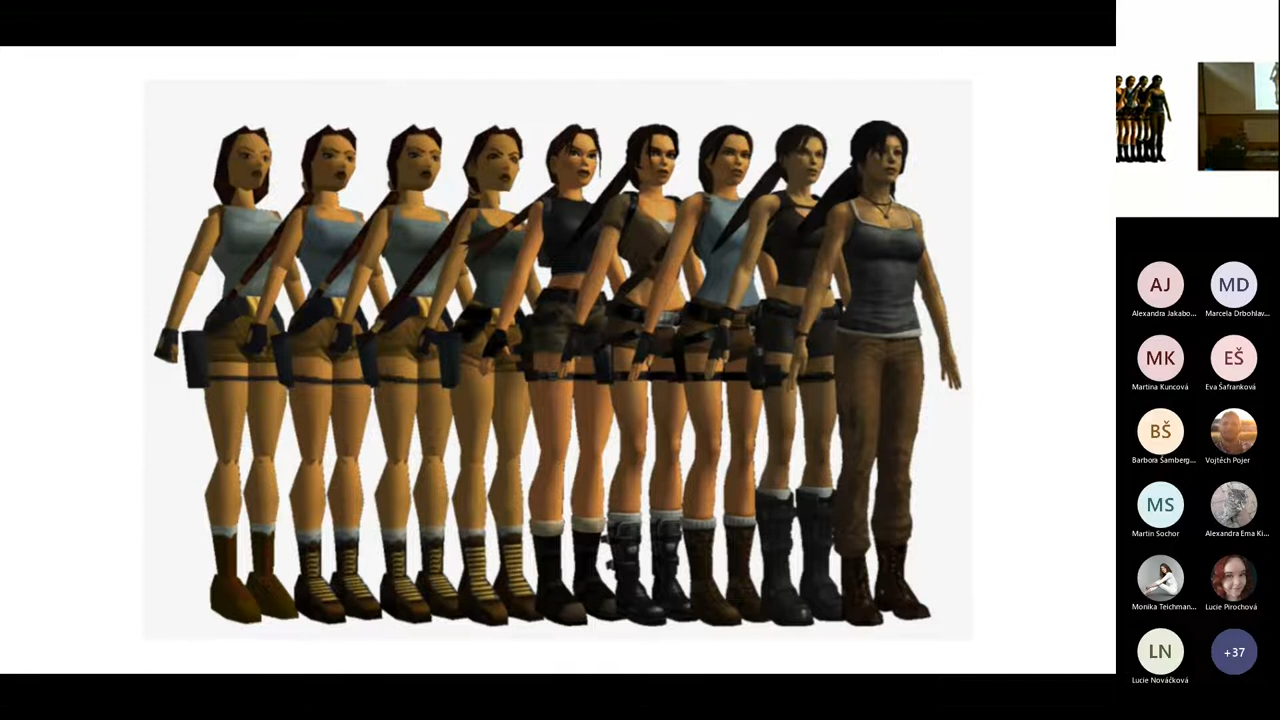 AJ
MD
Alexandra Jakabo...
Marcela Drbohlav...
MK
EŠ
Martina Kuncová
Eva Šafranková
BŠ
Barbora Šamberg...
Vojtěch Pojer
MS
Martin Sochor
Alexandra Ema Ki...
Monika Teichman...
Lucie Pirochová
LN
+37
Lucie Nováčková